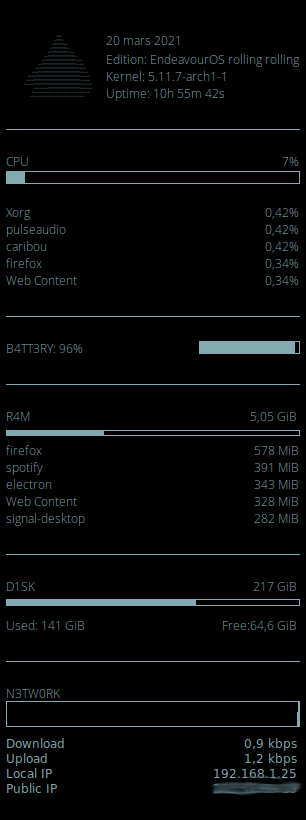 20 mars 2021
Edition: EndeavourOS rolling rolling
Kernel: 5.11.7-arch1-1
Uptime: 10h 55m 42s
CPU 7%
Xorg 0,42%
pulseaudio 0,42%
caribou 0,42%
firefox 0,34%
Web Content 0,34%
B4TT3RY: 96%
R4M 5,05 GiB
firefox 578 MiB
spotify 391 MiB
electron 343 MiB
Web Content 328 MiB
signal-desktop 282 MiB
D1SK 217 GiB
Used: 141 GiB Free:64,6 GiB
N3TW0RK
Download 0,9 kbps
Upload 1,2 kbps
Local IP 192.168.1.25
Public IP